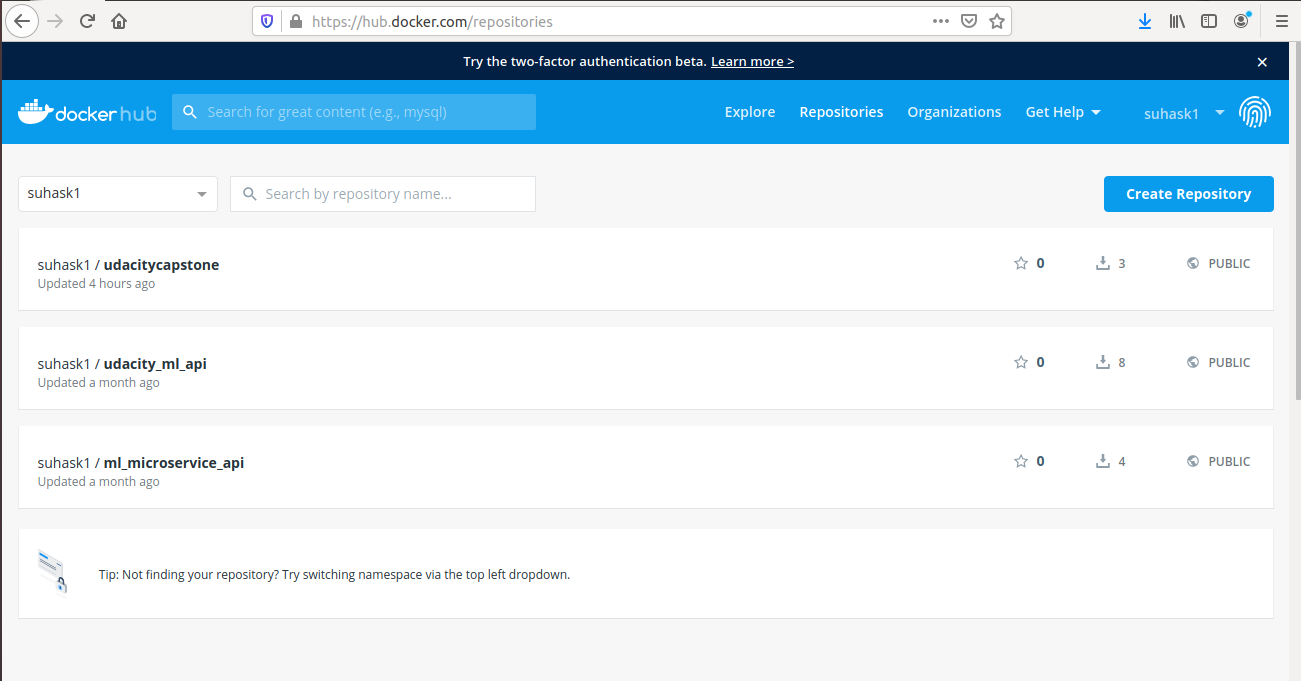 https://hub.docker.com/repositories
Try the two-factor authentication beta. Learn more >
docker hub
Search for great content (e.g., mysql)
Explore
Repositories
Organizations
Get Help
suhask1
suhask1
Search by repository name...
Create Repository
suhask1 / udacitycapstone
0
3
PUBLIC
Updated 4 hours ago
suhask1 / udacity_ml_api
0
8
PUBLIC
Updated a month ago
suhask1 / ml_microservice_api
0
4
PUBLIC
Updated a month ago
Tip: Not finding your repository? Try switching namespace via the top left dropdown.